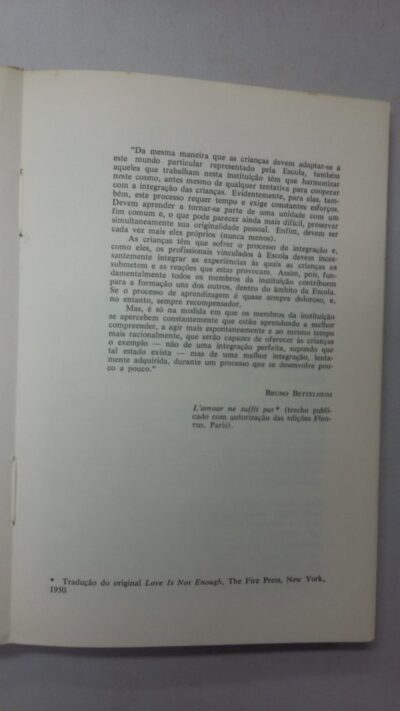 "Da mesma maneira que as crianças devem adaptar-se a
este mundo particular representado pela Escola, também
aqueles que trabalham nesta instituição têm que harmonizar
neste cosmo, antes mesmo de qualquer tentativa para cooperar
com a integração das crianças. Evidentemente, para elas, tam-
bém, este processo requer tempo e exige constantes esforços.
Devem aprender a tornar-se parte de uma unidade com um
fim comum e, o que pode parecer ainda mais difícil, preservar
simultaneamente sua originalidade pessoal. Enfim, devem ser
cada vez mais eles próprios (nunca menos).
As crianças têm que sofrer o processo de integração e,
como eles, os profissionais vinculados à Escola devem inces-
santemente integrar as experiências às quais as crianças os
submetem e as reações que estas provocam. Assim, pois, fun-
damentalmente todos os membros da instituição contribuem
para a formação uns dos outros, dentro do âmbito da Escola.
Se o processo de aprendizagem é quase sempre doloroso, e,
no entanto, sempre recompensador.
Mas, é só na medida em que os membros da instituição
se apercebem constantemente que estão aprendendo a melhor
compreender, a agir mais espontaneamente e ao mesmo tempo
mais racionalmente, que serão capazes de oferecer às crianças
o exemplo — não de uma integração perfeita, supondo que
tal estado exista — mas de uma melhor integração, lenta-
mente adquirida, durante um processo que se desenvolve pou-
co a pouco."
BRUNO BETTELHEIM
L'amour ne suffit pas* (trecho publi-
cado com autorização das edições Fleu-
rus, Paris).
* Tradução do original Love Is Not Enough, The Fire Press, New York,
1950.